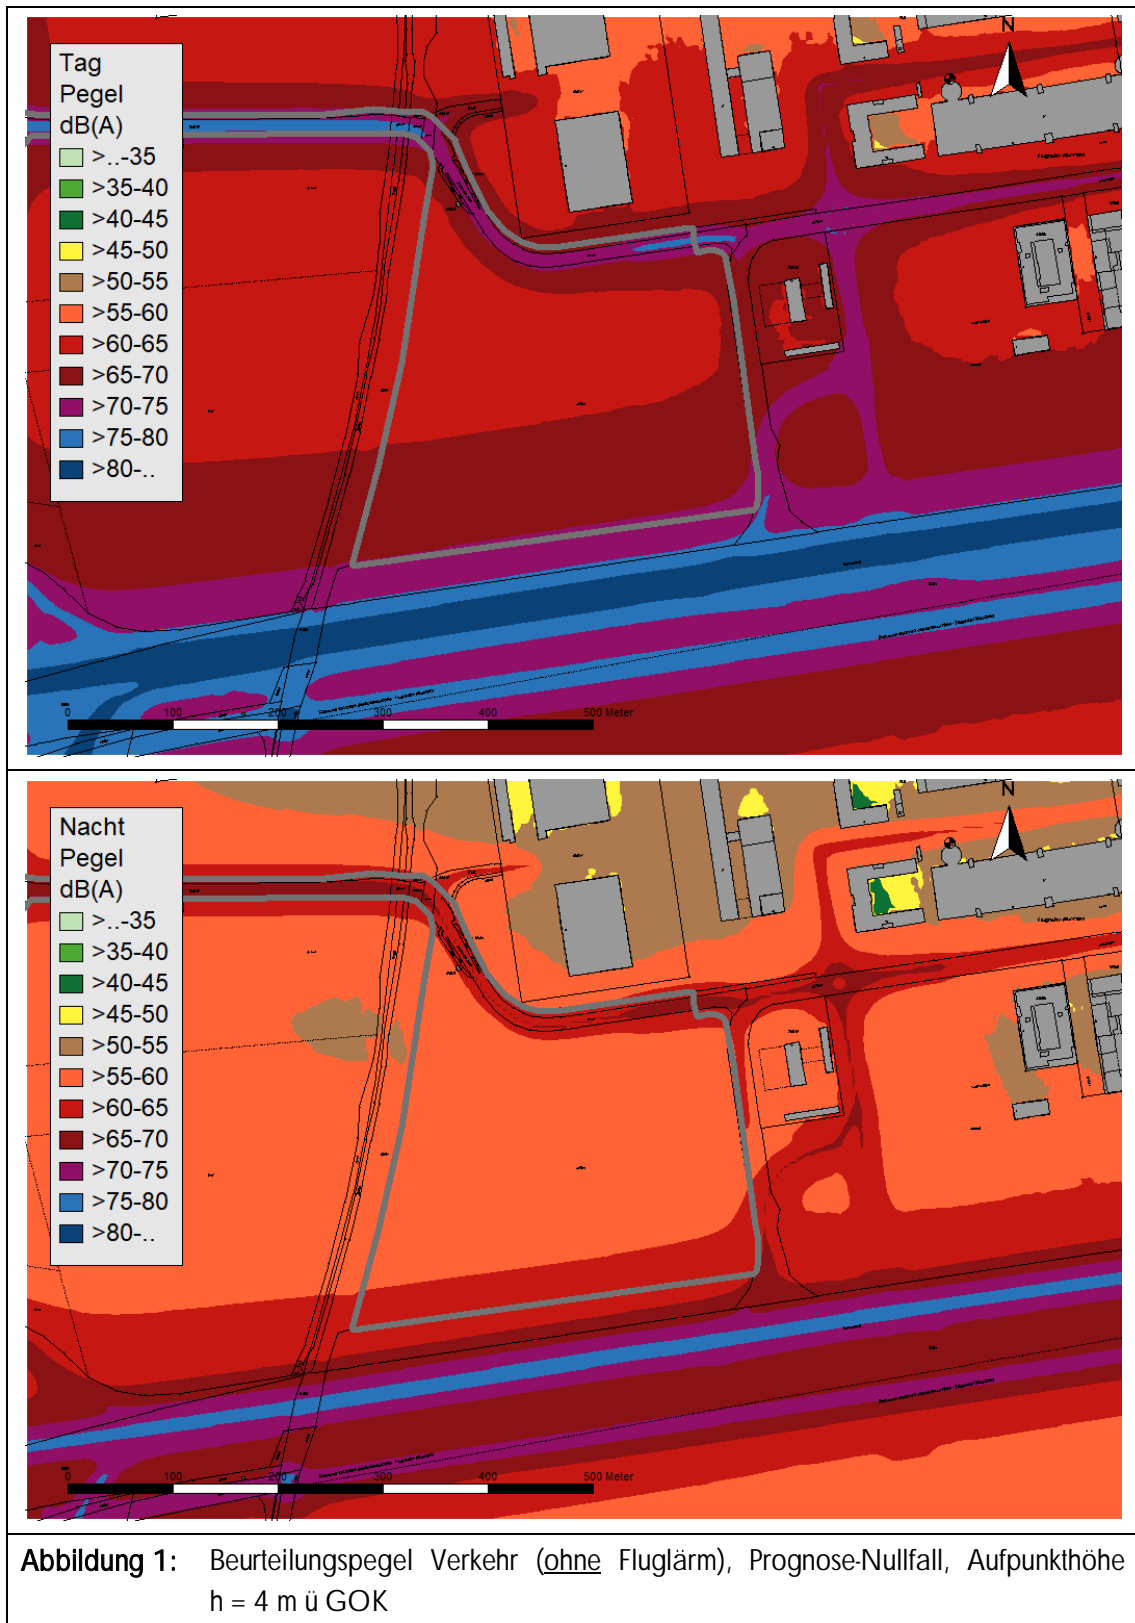 Tag
Pegel
dB(A)
>..-35
>35-40
>40-45
>45-50
>50-55
>55-60
>60-65
>65-70
>70-75
>75-80
>80-..
N
0 100 200 300 400 500 Meter
Nacht
Pegel
dB(A)
>..-35
>35-40
>40-45
>45-50
>50-55
>55-60
>60-65
>65-70
>70-75
>75-80
>80-..
N
0 100 200 300 400 500 Meter
Abbildung 1: Beurteilungspegel Verkehr (ohne Fluglärm), Prognose-Nullfall, Aufpunkthöhe
h = 4 m ü GOK